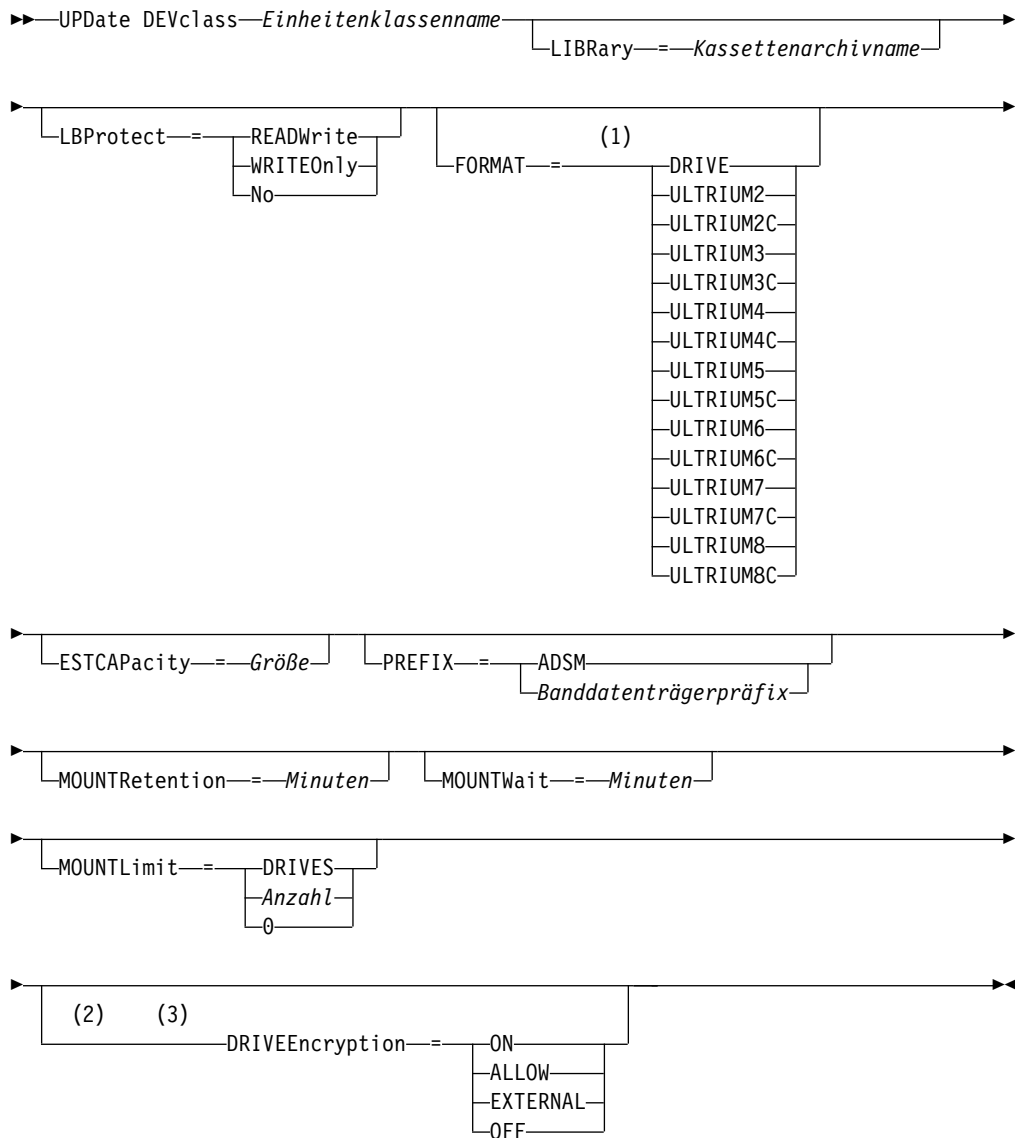 UPDate DEVclass Einheitenklassenname
LIBRary = Kassettenarchivname
LBProtect = READWrite
WRITEOnly
No
(1)
FORMAT = DRIVE
ULTRIUM2
ULTRIUM2C
ULTRIUM3
ULTRIUM3C
ULTRIUM4
ULTRIUM4C
ULTRIUM5
ULTRIUM5C
ULTRIUM6
ULTRIUM6C
ULTRIUM7
ULTRIUM7C
ULTRIUM8
ULTRIUM8C
ESTCAPacity = Größe
PREFIX = ADSM
Banddatenträgerpräfix
MOUNTRetention = Minuten
MOUNTWait = Minuten
MOUNTLimit = DRIVES
Anzahl
0
(2) (3)
DRIVEEncryption = ON
ALLOW
EXTERNAL
OFF